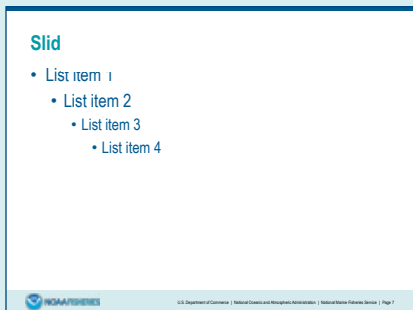 Slid
• List item 1
• List item 2
• List item 3
• List item 4
NOAA FISHERIES
U.S. Department of Commerce | National Oceanic and Atmospheric Administration | National Marine Fisheries Service | Page 7